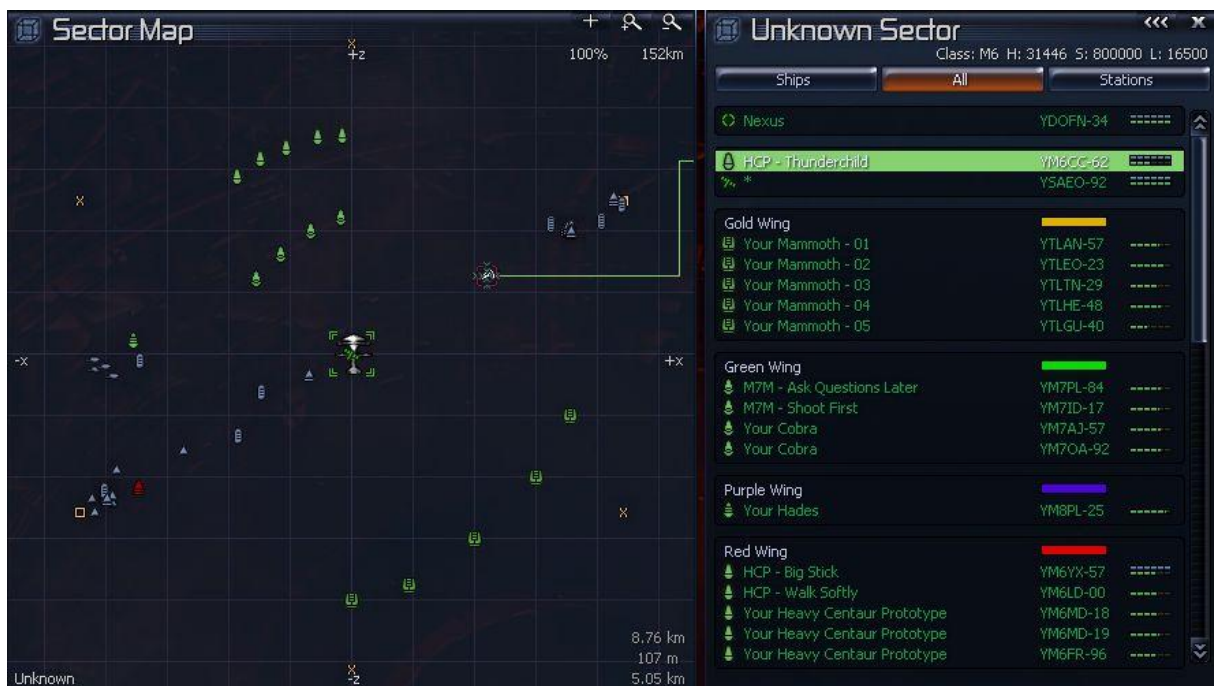 Sector Map
+z
100% 152km
x
-x
+x
x
8.76 km
107 m
5.05 km
Unknown
-z
Unknown Sector
<<< x
Class: M6 H: 31446 S: 800000 L: 16500
Ships All Stations
Nexus YDOFN-34
HCP - Thunderchild YM6CC-62
* YSAEO-92
Gold Wing
Your Mammoth - 01 YTLAN-57
Your Mammoth - 02 YTLEO-23
Your Mammoth - 03 YTLTN-29
Your Mammoth - 04 YTLHE-48
Your Mammoth - 05 YTLGU-40
Green Wing
M7M - Ask Questions Later YM7PL-84
M7M - Shoot First YM7ID-17
Your Cobra YM7AJ-57
Your Cobra YM7OA-92
Purple Wing
Your Hades YM8PL-25
Red Wing
HCP - Big Stick YM6YX-57
HCP - Walk Softly YM6LD-00
Your Heavy Centaur Prototype YM6MD-18
Your Heavy Centaur Prototype YM6MD-19
Your Heavy Centaur Prototype YM6FR-96